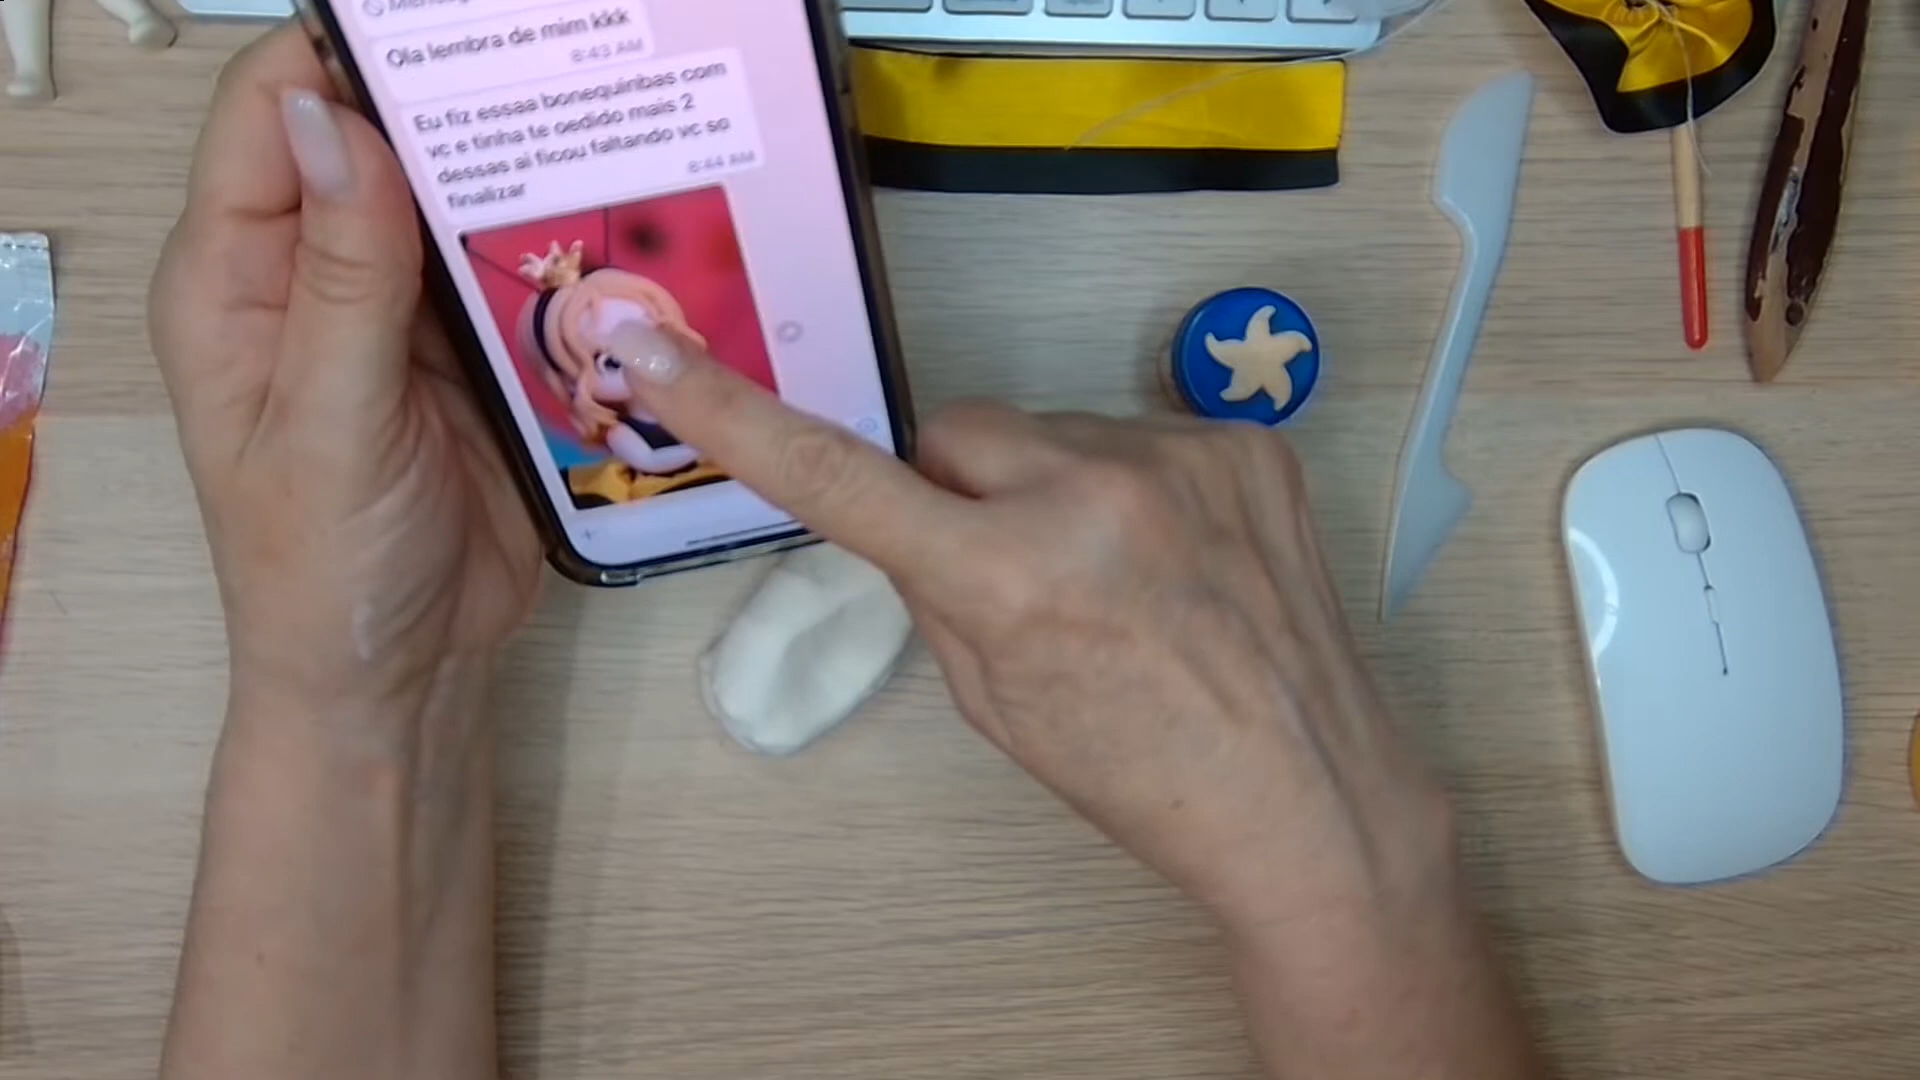 Ola lembra de mim kkk
8:43 AM
Eu fiz essaa bonequinbas com
vc e tinha te oedido mais 2
dessas ai ficou faltando vc so
finalizar
8:44 AM